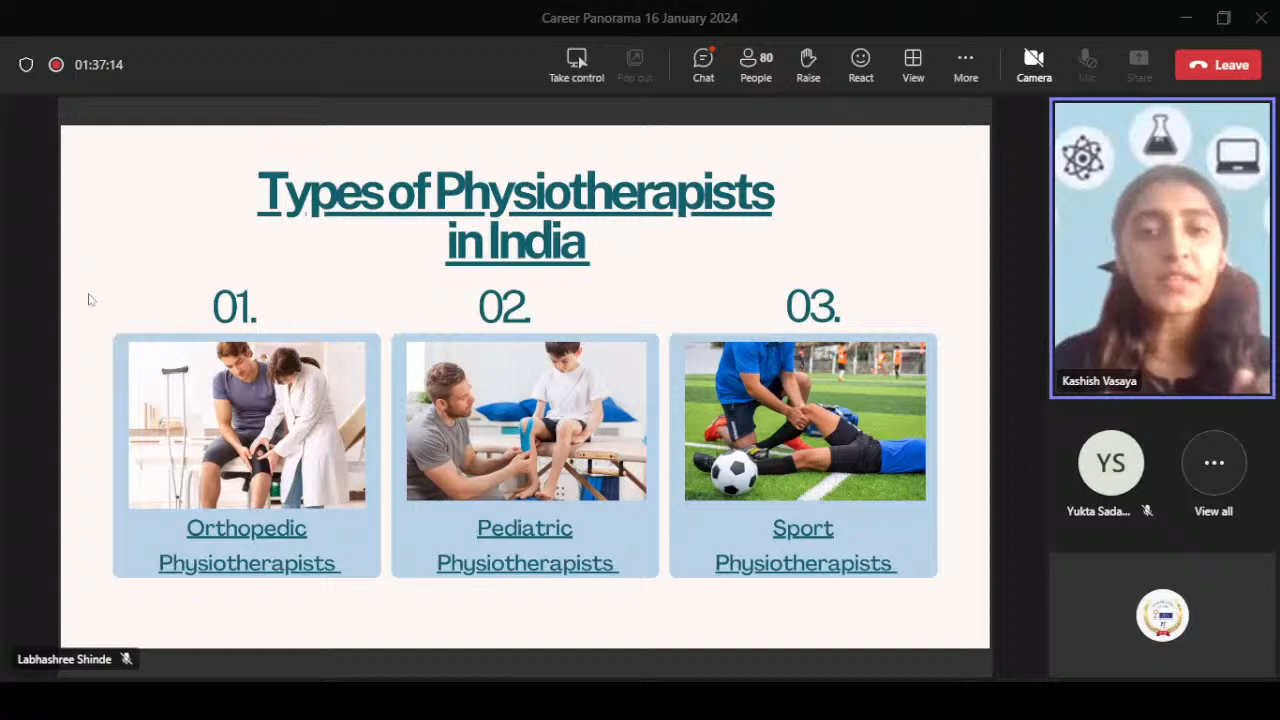 Career Panorama 16 January 2024
01:37:14
Take control
Pop out
Chat
People
80
Raise
React
View
More
Camera
Mic
Share
Leave
Types of Physiotherapists
in India
01.
02.
03.
Orthopedic
Physiotherapists
Pediatric
Physiotherapists
Sport
Physiotherapists
Kashish Vasaya
YS
Yukta Sada...
View all
Labhashree Shinde